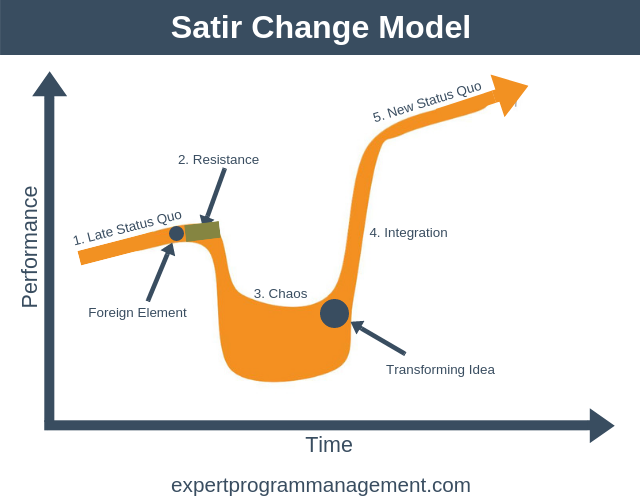 Satir Change Model
5. New Status Quo
2. Resistance
1. Late Status Quo
4. Integration
Performance
3. Chaos
Foreign Element
Transforming Idea
Time
expertprogrammanagement.com